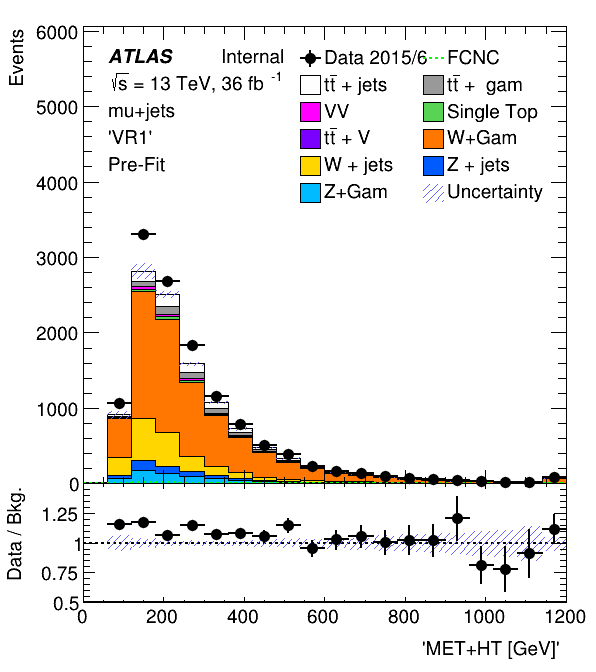 Events
6000
5000
4000
3000
2000
1000
0
ATLAS Internal
√s = 13 TeV, 36 fb -1
mu+jets
'VR1'
Pre-Fit
Data 2015/6 FCNC
tt̄ + jets tt̄ + gam
VV Single Top
tt̄ + V W+Gam
W + jets Z + jets
Z+Gam Uncertainty
Data / Bkg.
1.25
1
0.75
0.5
0 200 400 600 800 1000 1200
'MET+HT [GeV]'